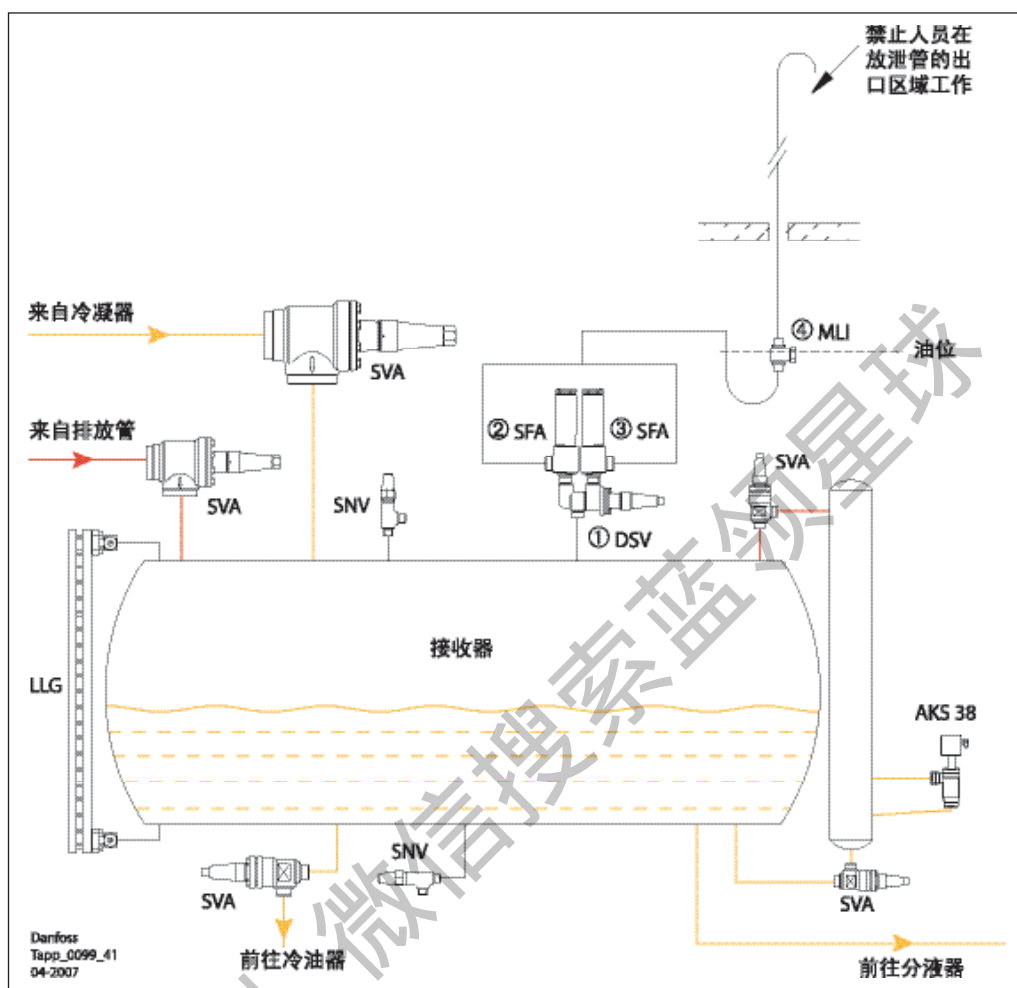 禁止人员在
放泄管的出
口区域工作
来自冷凝器
SVA
④ MLI
油位
来自排放管
SVA
SNV
② SFA
③ SFA
① DSV
SVA
接收器
LLG
AKS 38
SVA
SNV
SVA
前往冷油器
前往分液器
Danfoss
Tapp_0099_41
04-2007
微信搜索蓝领星球